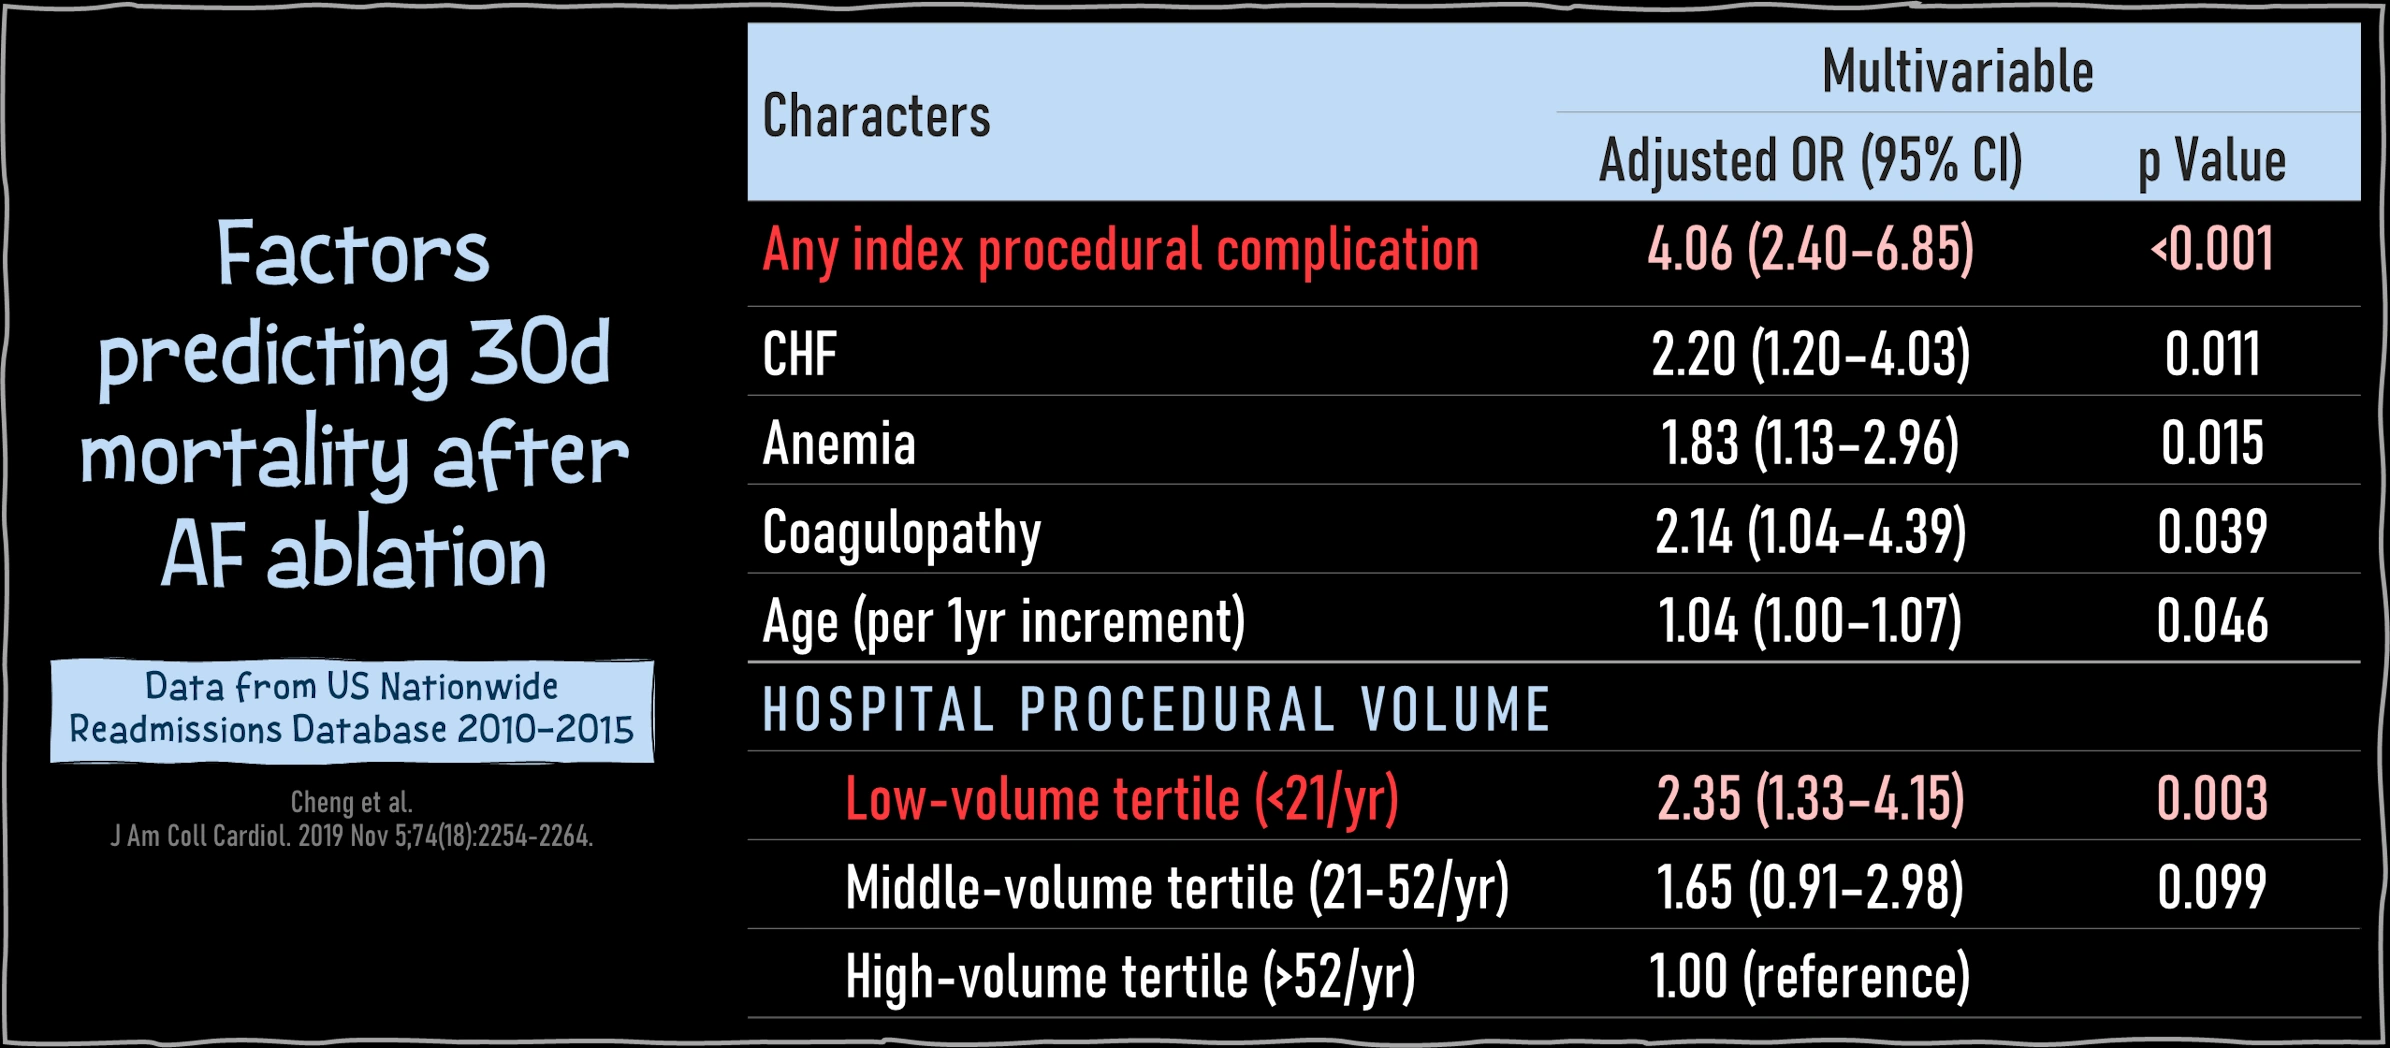 Factors
predicting 30d
mortality after
AF ablation
Data from US Nationwide
Readmissions Database 2010–2015
Cheng et al.
J Am Coll Cardiol. 2019 Nov 5;74(18):2254-2264.
Characters
Multivariable
Adjusted OR (95% CI) p Value
Any index procedural complication 4.06 (2.40–6.85) <0.001
CHF 2.20 (1.20–4.03) 0.011
Anemia 1.83 (1.13–2.96) 0.015
Coagulopathy 2.14 (1.04–4.39) 0.039
Age (per 1yr increment) 1.04 (1.00–1.07) 0.046
HOSPITAL PROCEDURAL VOLUME
Low-volume tertile (<21/yr) 2.35 (1.33–4.15) 0.003
Middle-volume tertile (21-52/yr) 1.65 (0.91–2.98) 0.099
High-volume tertile (>52/yr) 1.00 (reference)